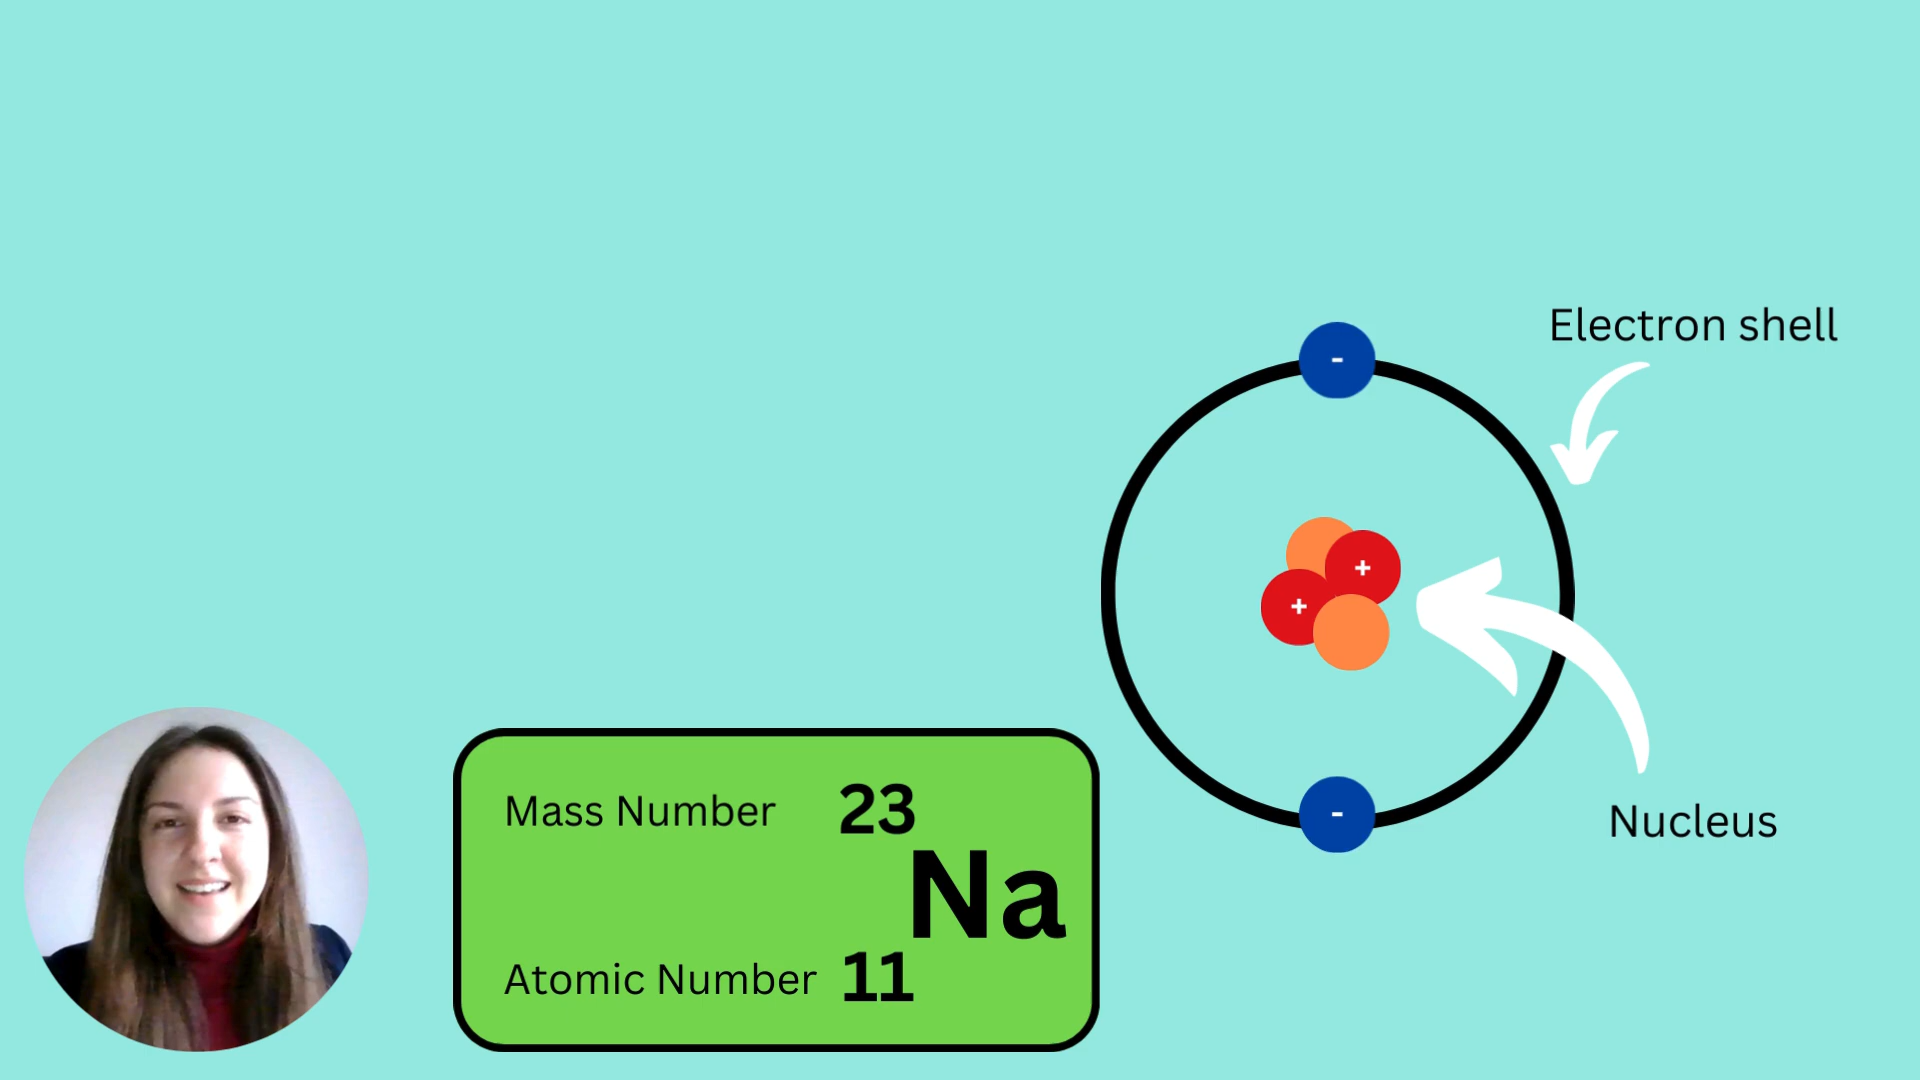 Electron shell
-
+
+
-
Nucleus
Mass Number 23
Na
Atomic Number 11